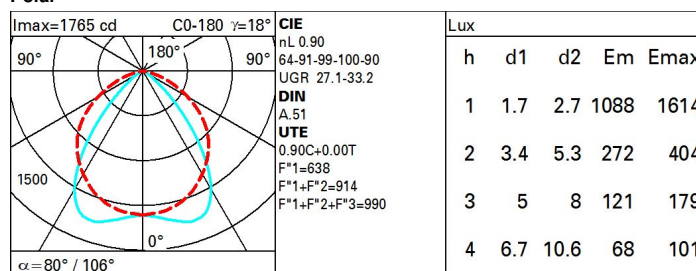 Imax=1765 cd C0-180 γ=18°
90° 180° 90°
1500
0°
α=80° / 106°
CIE
nL 0.90
64-91-99-100-90
UGR 27.1-33.2
DIN
A.51
UTE
0.90C+0.00T
F"1=638
F"1+F"2=914
F"1+F"2+F"3=990
Lux
h d1 d2 Em Emax
1 1.7 2.7 1088 1614
2 3.4 5.3 272 404
3 5 8 121 179
4 6.7 10.6 68 101